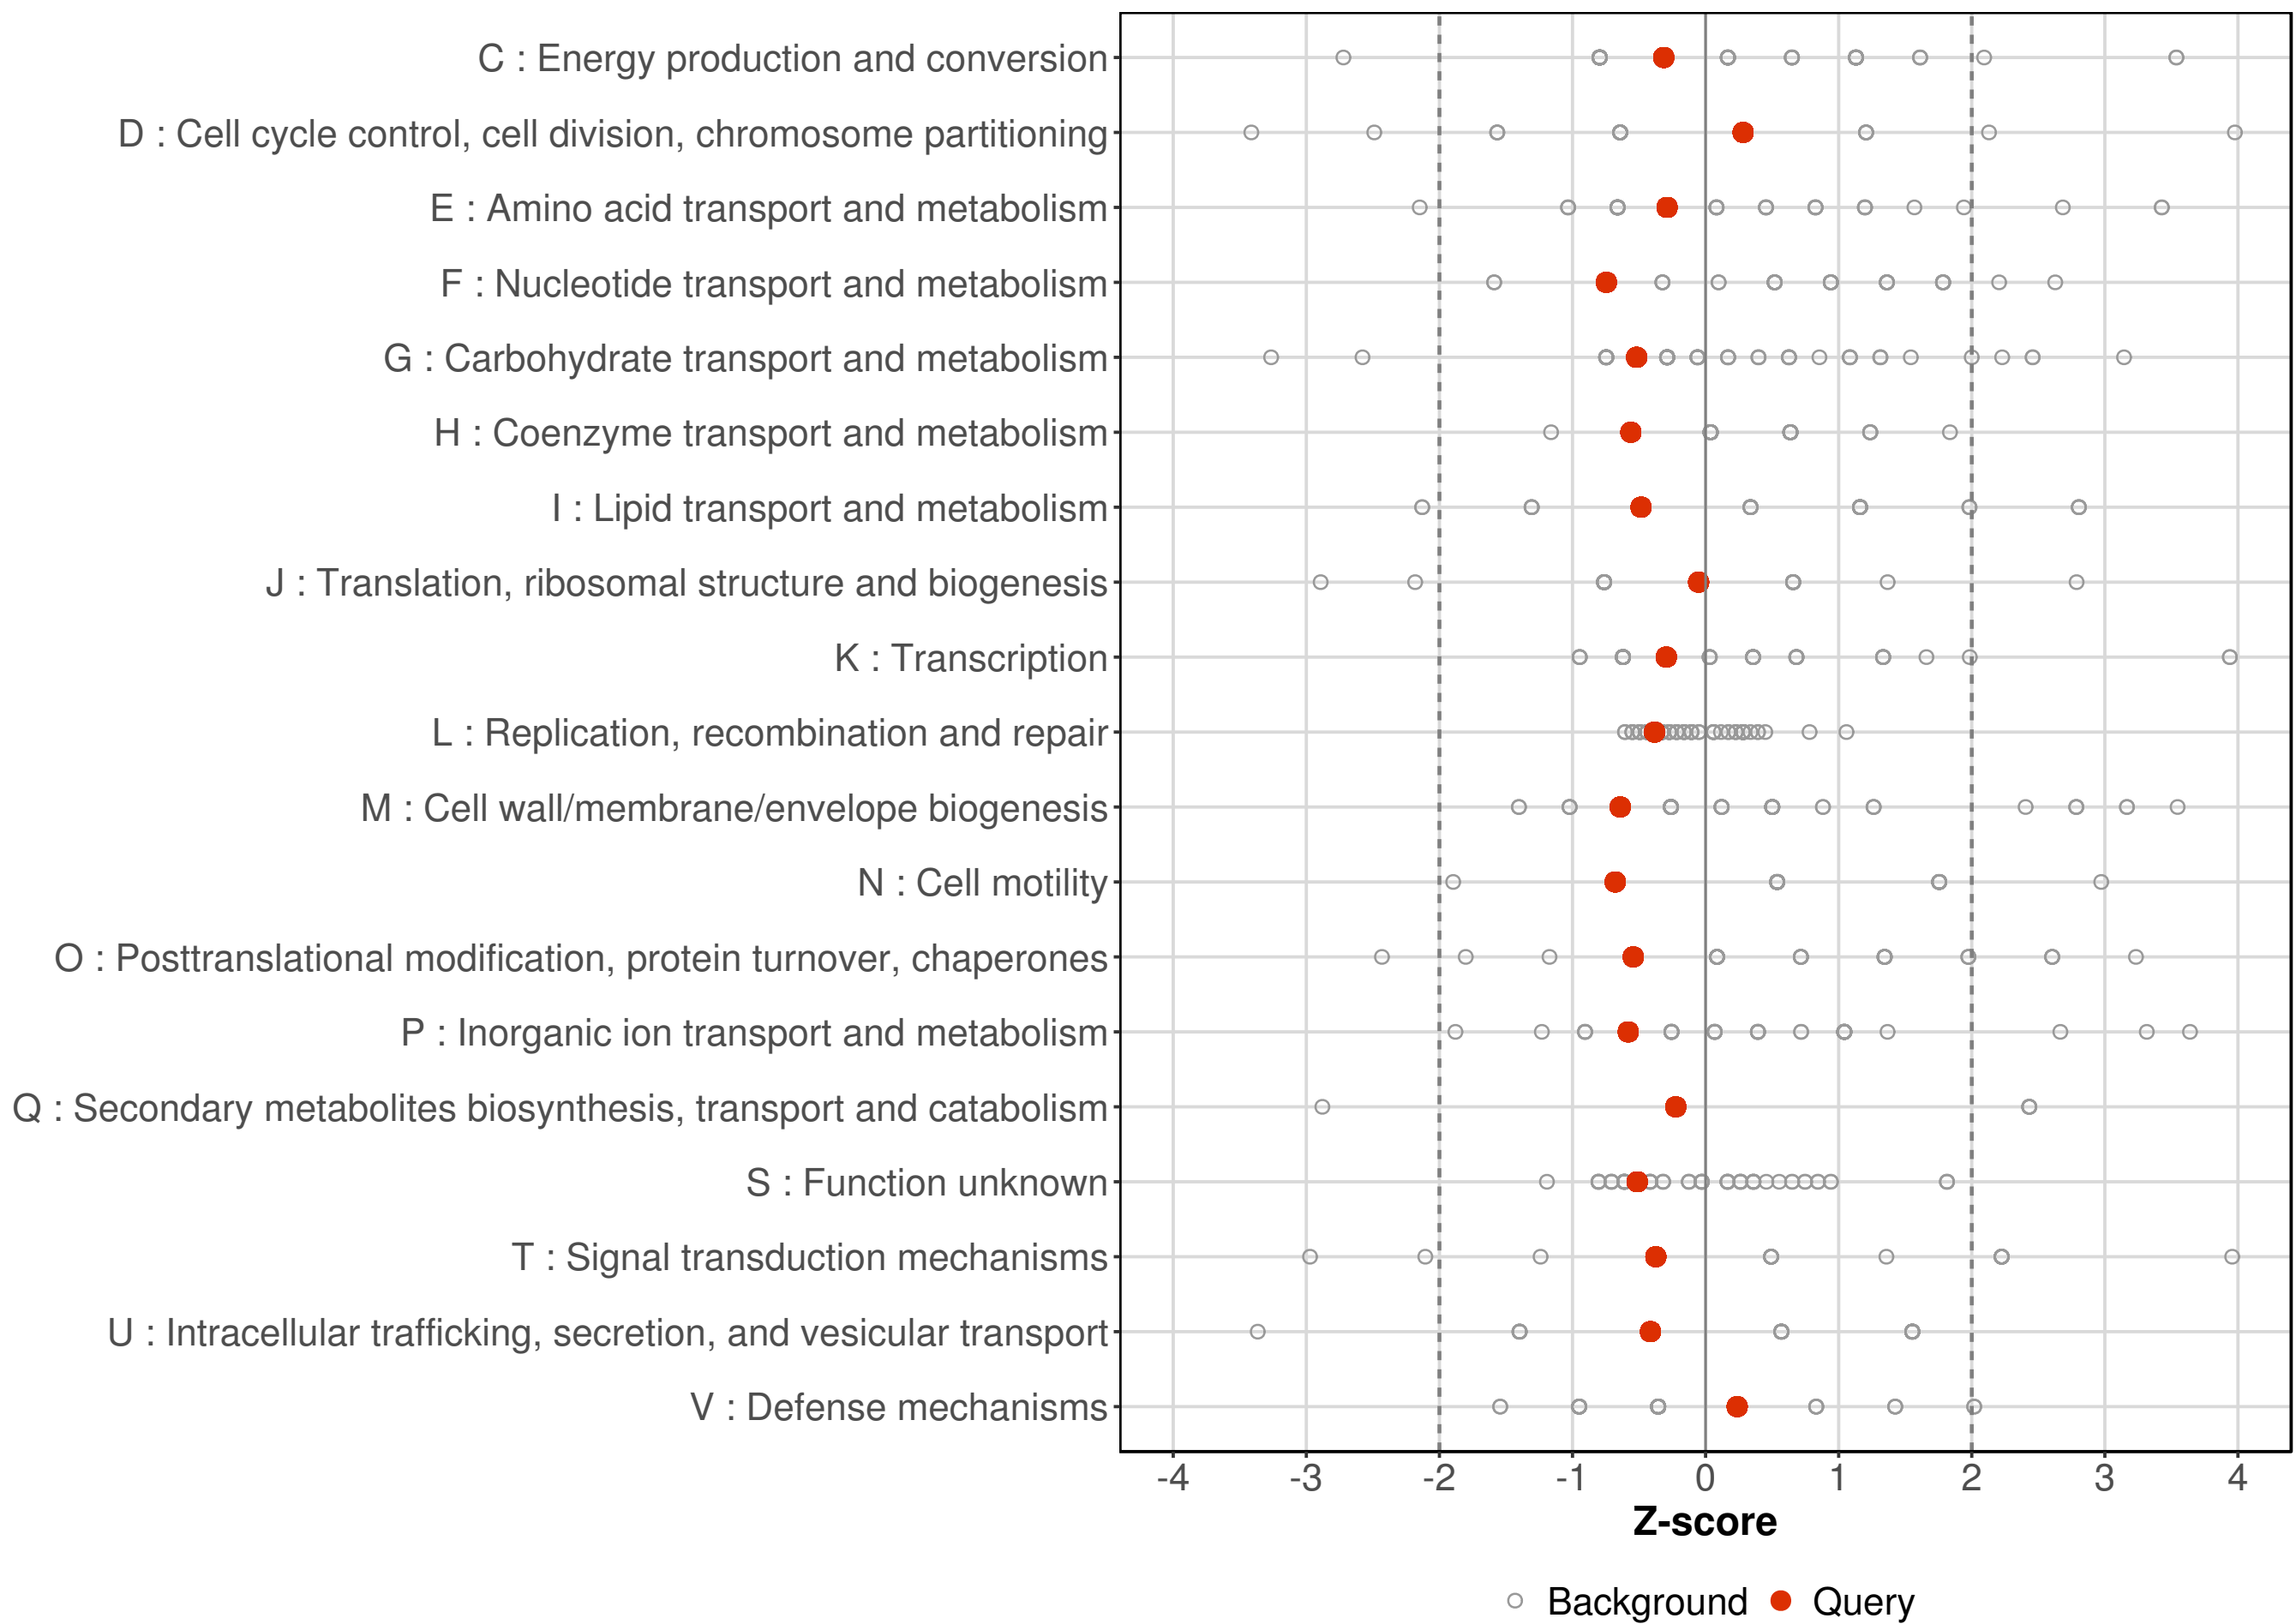 C : Energy production and conversion
D : Cell cycle control, cell division, chromosome partitioning
E : Amino acid transport and metabolism
F : Nucleotide transport and metabolism
G : Carbohydrate transport and metabolism
H : Coenzyme transport and metabolism
I : Lipid transport and metabolism
J : Translation, ribosomal structure and biogenesis
K : Transcription
L : Replication, recombination and repair
M : Cell wall/membrane/envelope biogenesis
N : Cell motility
O : Posttranslational modification, protein turnover, chaperones
P : Inorganic ion transport and metabolism
Q : Secondary metabolites biosynthesis, transport and catabolism
S : Function unknown
T : Signal transduction mechanisms
U : Intracellular trafficking, secretion, and vesicular transport
V : Defense mechanisms
-4 -3 -2 -1 0 1 2 3 4
Z-score
Background Query